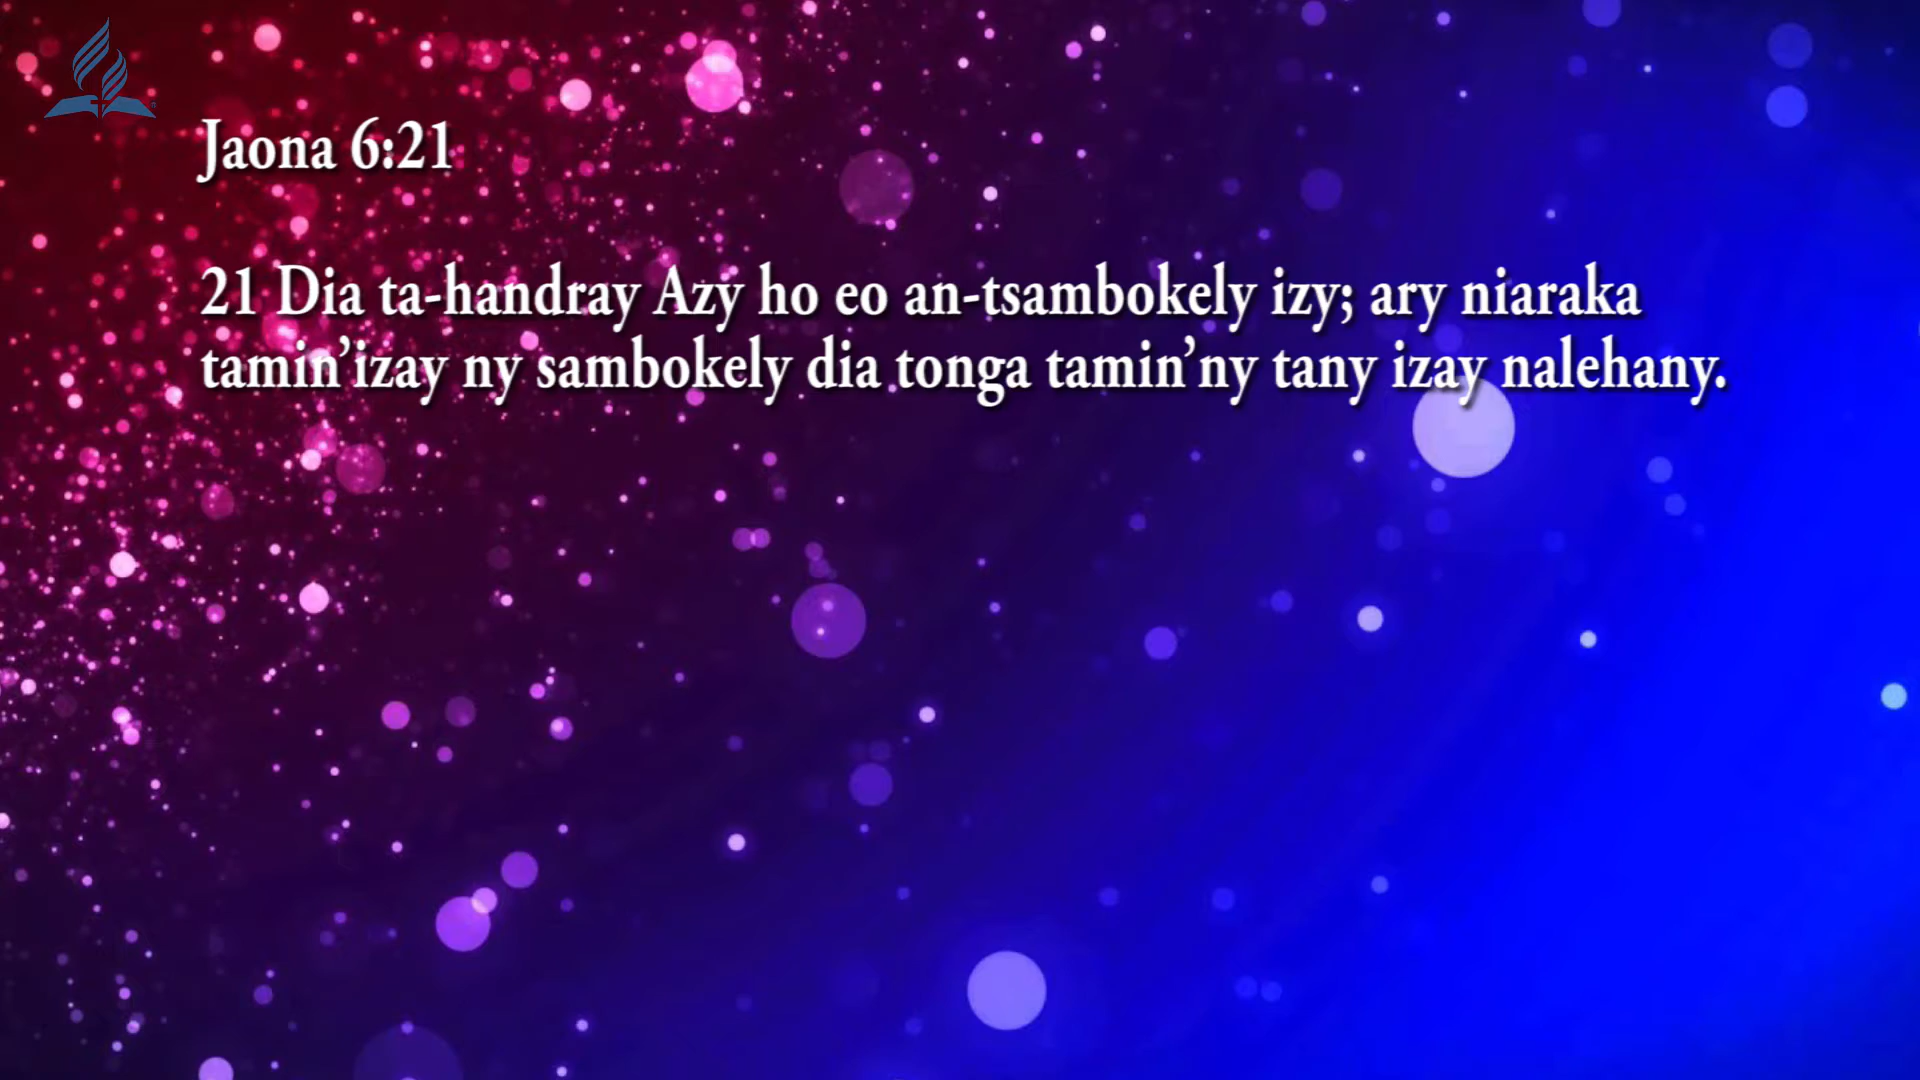 Jaona 6:21
21 Dia ta-handray Azy ho eo an-tsambokely izy; ary niaraka
tamin’izay ny sambokely dia tonga tamin’ny tany izay nalehany.